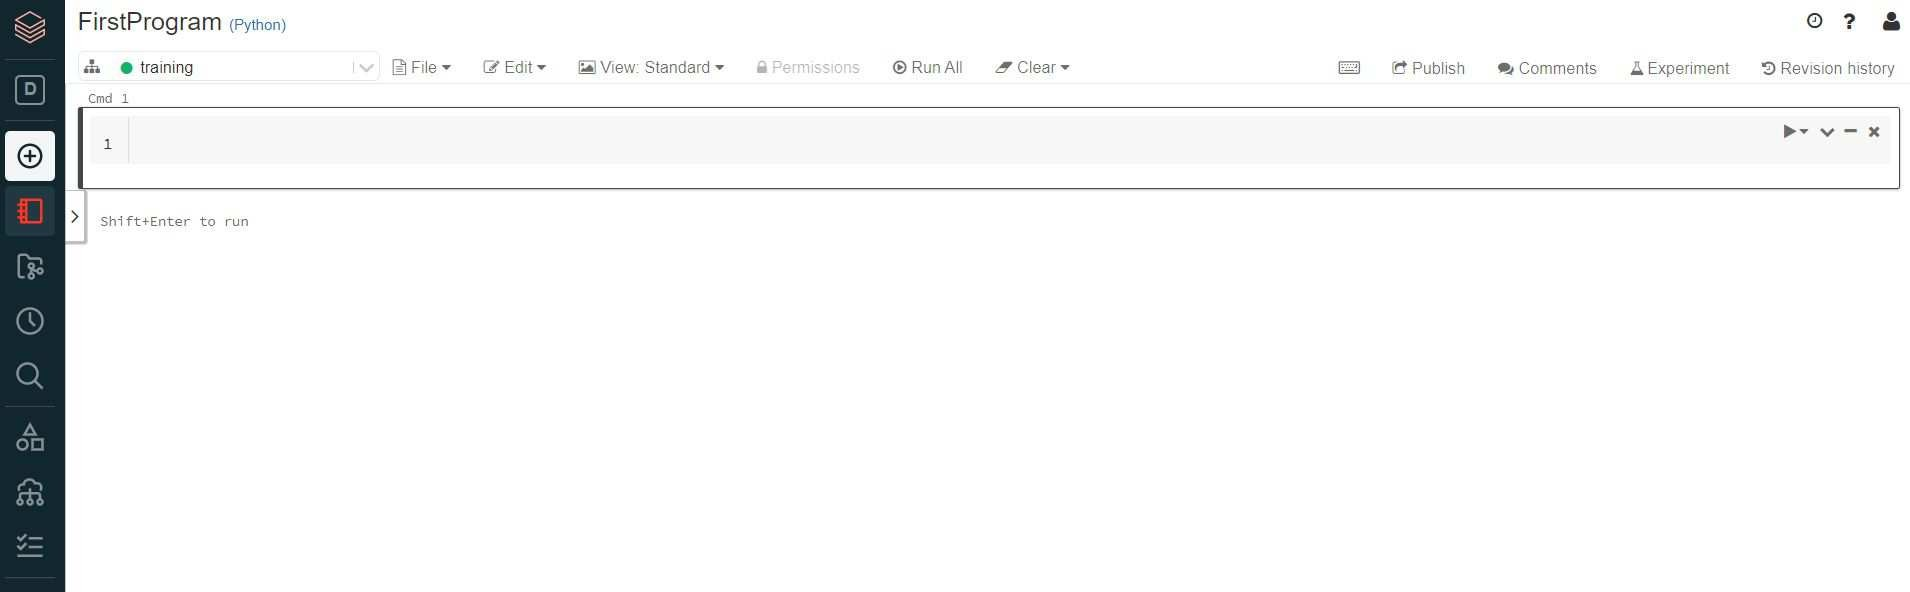 FirstProgram (Python)
D
training File Edit View: Standard Permissions Run All Clear Publish Comments Experiment Revision history
Cmd 1
1
Shift+Enter to run